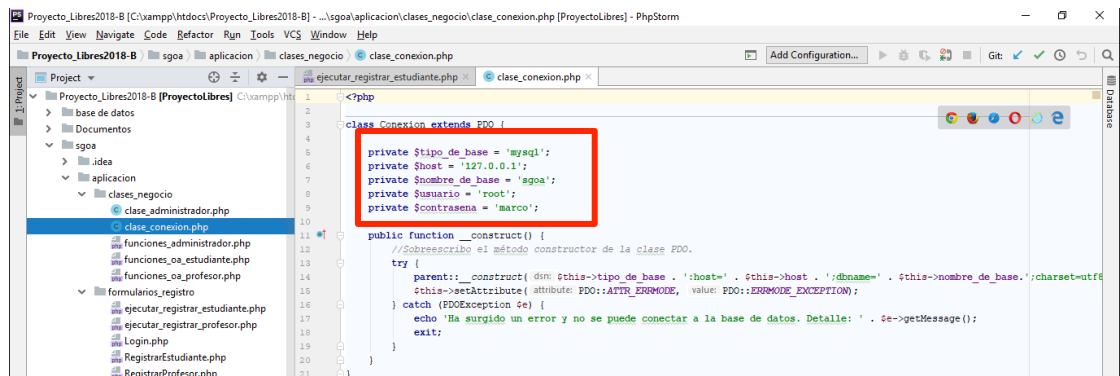 Proyecto_Libres2018-B [C:\xampp\htdocs\Proyecto_Libres2018-B] - ...\sgoa\aplicacion\clases_negocio\clase_conexion.php [ProyectoLibres] - PhpStorm
File Edit View Navigate Code Refactor Run Tools VCS Window Help
Proyecto_Libres2018-B sgoa aplicacion clases_negocio clase_conexion.php Add Configuration... Git:
Project ejecutar_registrar_estudiante.php clase_conexion.php
1: Project
Database
Proyecto_Libres2018-B [ProyectoLibres] C:\xampp\htd
base de datos
Documentos
sgoa
.idea
aplicacion
clases_negocio
clase_administrador.php
clase_conexion.php
funciones_administrador.php
funciones_oa_estudiante.php
funciones_oa_profesor.php
formularios_registro
ejecutar_registrar_estudiante.php
ejecutar_registrar_profesor.php
Login.php
RegistrarEstudiante.php
RegistrarProfesor.php
1 <?php
2
3 class Conexion extends PDO {
4
5 private $tipo_de_base = 'mysql';
6 private $host = '127.0.0.1';
7 private $nombre_de_base = 'sgoa';
8 private $usuario = 'root';
9 private $contrasena = 'marco';
10
11 public function __construct() {
12 //Sobreescribo el método constructor de la clase PDO.
13 try {
14 parent::__construct( dsn: $this->tipo_de_base . ':host=' . $this->host . ';dbname=' . $this->nombre_de_base.';charset=utf8
15 $this->setAttribute( attribute: PDO::ATTR_ERRMODE, value: PDO::ERRMODE_EXCEPTION);
16 } catch (PDOException $e) {
17 echo 'Ha surgido un error y no se puede conectar a la base de datos. Detalle: ' . $e->getMessage();
18 exit;
19 }
20 }
21 }